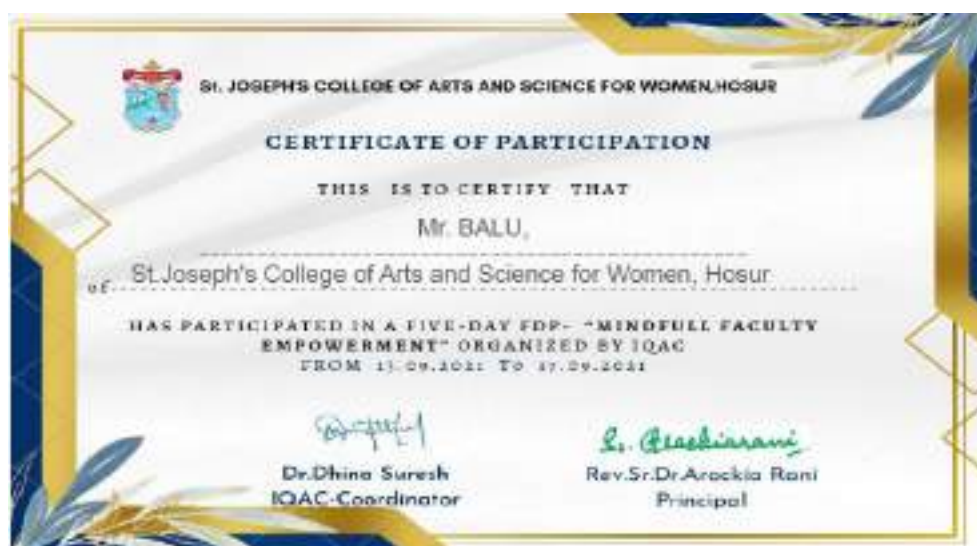 St. JOSEPH'S COLLEGE OF ARTS AND SCIENCE FOR WOMEN,HOSUR
CERTIFICATE OF PARTICIPATION
THIS IS TO CERTIFY THAT
Mr. BALU,
of St.Joseph's College of Arts and Science for Women, Hosur
HAS PARTICIPATED IN A FIVE-DAY FDP- "MINDFULL FACULTY
EMPOWERMENT" ORGANIZED BY IQAC
FROM 13.09.2021 TO 17.09.2021
Dr.Dhina Suresh
Rev.Sr.Dr.Arockia Rani
IQAC-Coordinator
Principal